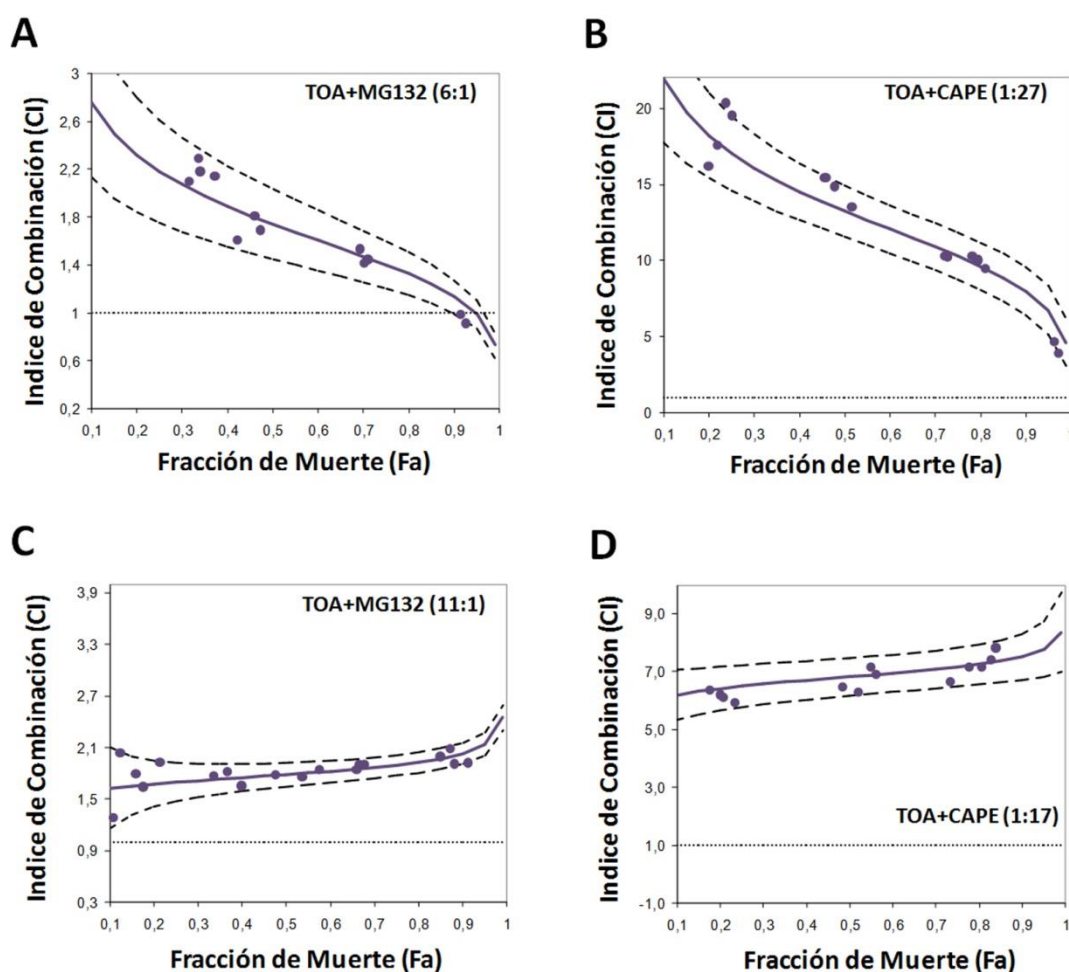 A
Indice de Combinación (CI)
TOA+MG132 (6:1)
3
2,6
2,2
1,8
1,4
1
0,6
0,2
0,1 0,2 0,3 0,4 0,5 0,6 0,7 0,8 0,9 1
Fracción de Muerte (Fa)
B
Indice de Combinación (CI)
TOA+CAPE (1:27)
20
15
10
5
0
0,1 0,2 0,3 0,4 0,5 0,6 0,7 0,8 0,9 1
Fracción de Muerte (Fa)
C
Indice de Combinación (CI)
TOA+MG132 (11:1)
3,9
3,3
2,7
2,1
1,5
0,9
0,3
0,1 0,2 0,3 0,4 0,5 0,6 0,7 0,8 0,9 1
Fracción de Muerte (Fa)
D
Indice de Combinación (CI)
9,0
7,0
5,0
3,0
1,0
-1,0
TOA+CAPE (1:17)
0,1 0,2 0,3 0,4 0,5 0,6 0,7 0,8 0,9 1
Fracción de Muerte (Fa)